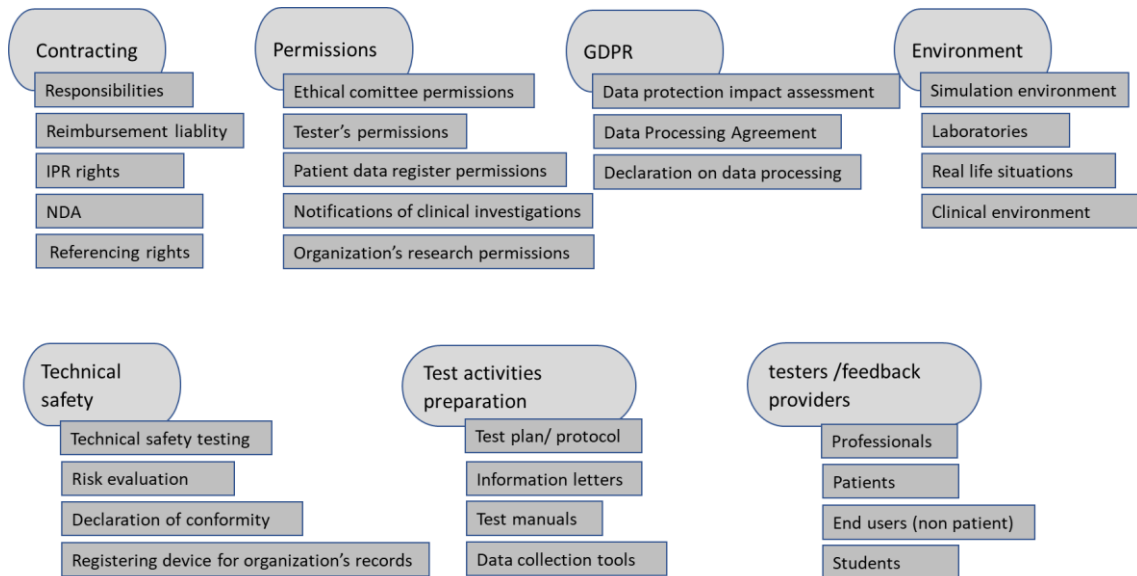 Contracting
Responsibilities
Reimbursement liablity
IPR rights
NDA
Referencing rights
Permissions
Ethical comittee permissions
Tester's permissions
Patient data register permissions
Notifications of clinical investigations
Organization's research permissions
GDPR
Data protection impact assessment
Data Processing Agreement
Declaration on data processing
Environment
Simulation environment
Laboratories
Real life situations
Clinical environment
Technical
safety
Technical safety testing
Risk evaluation
Declaration of conformity
Registering device for organization's records
Test activities
preparation
Test plan/ protocol
Information letters
Test manuals
Data collection tools
testers /feedback
providers
Professionals
Patients
End users (non patient)
Students